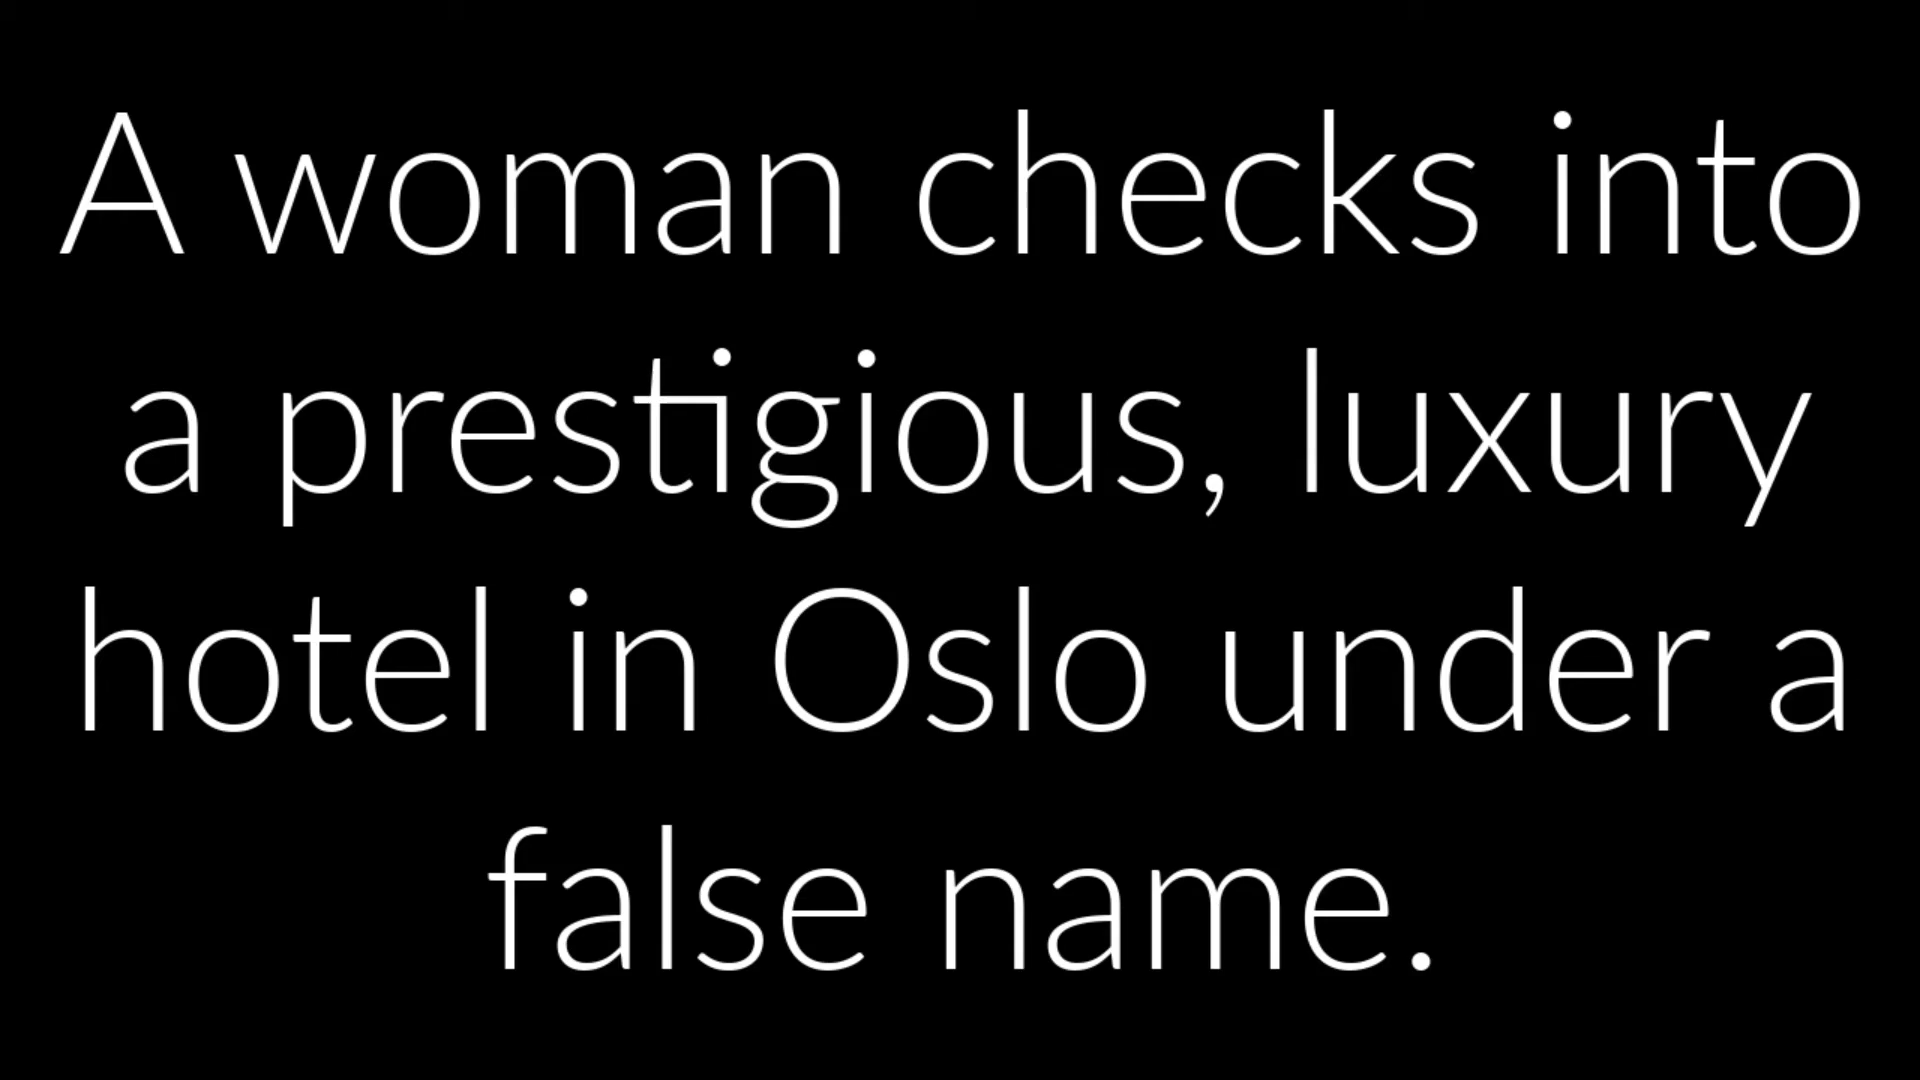 A woman checks into
a prestigious, luxury
hotel in Oslo under a
false name.